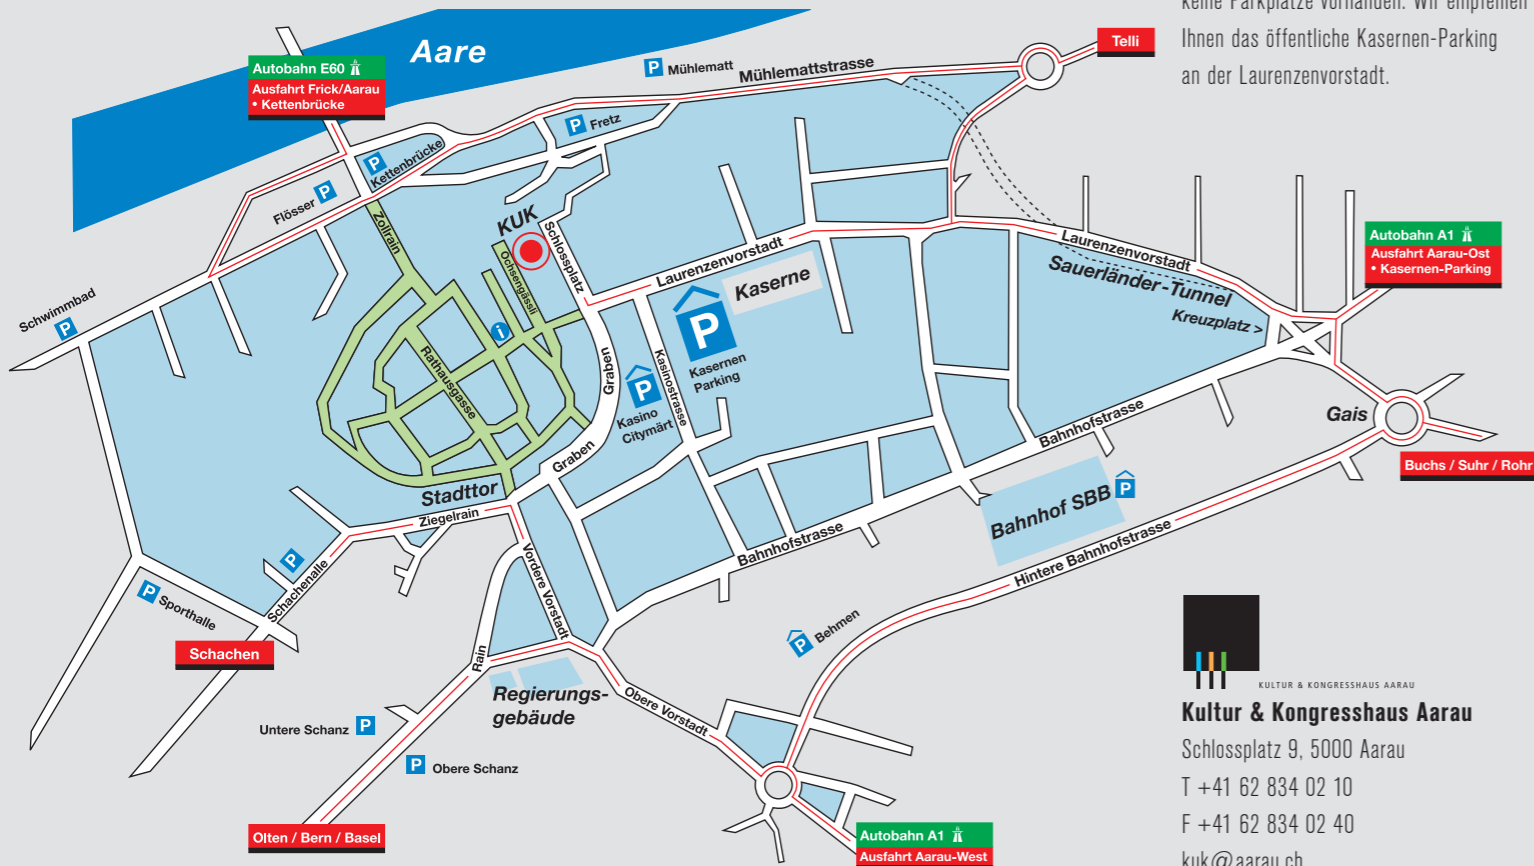 keine Parkplätze vorhanden. Wir empfehlen
Ihnen das öffentliche Kasernen-Parking
an der Laurenzenvorstadt.
Telli
Aare
P Mühlematt
Mühlemattstrasse
Autobahn E60
Ausfahrt Frick/Aarau
• Kettenbrücke
P Fretz
P
Kettenbrücke
Flösser P
Zollrain
KUK
Schlossplatz
Ochsengässli
Laurenzenvorstadt
Kaserne
Laurenzenvorstadt
Sauerländer-Tunnel
Kreuzplatz >
Autobahn A1
Ausfahrt Aarau-Ost
• Kasernen-Parking
Schwimmbad
P
i
Rathausgasse
Graben
P
Kasernen
Parking
Kasinostrasse
P
Kasino
Citymärt
Graben
Gais
Bahnhofstrasse
Buchs / Suhr / Rohr
Stadttor
Ziegelrain
Bahnhof SBB
P
Bahnhofstrasse
Hintere Bahnhofstrasse
Vordere Vorstadt
P
Schachenalle
P Sporthalle
Schachen
P Behmen
Rain
Regierungs-
gebäude
Obere Vorstadt
Untere Schanz P
P Obere Schanz
Olten / Bern / Basel
Autobahn A1
Ausfahrt Aarau-West
KULTUR & KONGRESSHAUS AARAU
Kultur & Kongresshaus Aarau
Schlossplatz 9, 5000 Aarau
T +41 62 834 02 10
F +41 62 834 02 40
kuk@aarau.ch